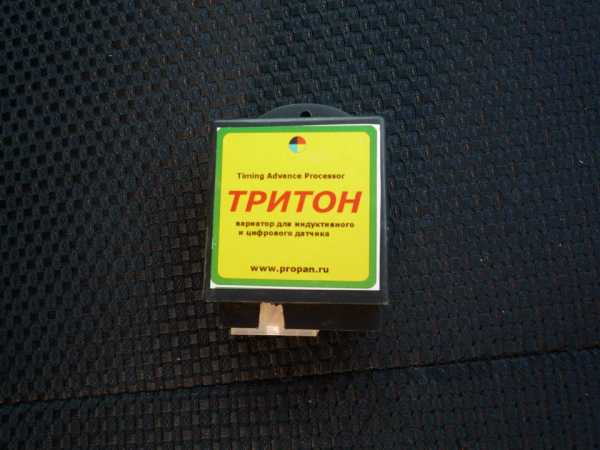 Timing Advance Processor
ТРИТОН
вариатор для индуктивного
и цифрового датчика
www.propan.ru